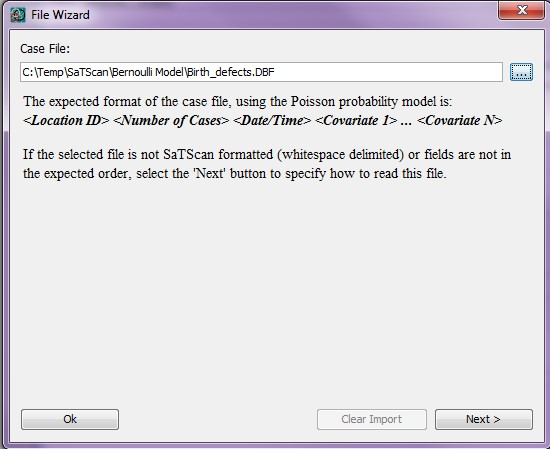 File Wizard
Case File:
C:\Temp\SaTScan\Bernoulli Model\Birth_defects.DBF
...
The expected format of the case file, using the Poisson probability model is:
<Location ID> <Number of Cases> <Date/Time> <Covariate 1> ... <Covariate N>
If the selected file is not SaTScan formatted (whitespace delimited) or fields are not in
the expected order, select the 'Next' button to specify how to read this file.
Ok
Clear Import
Next >